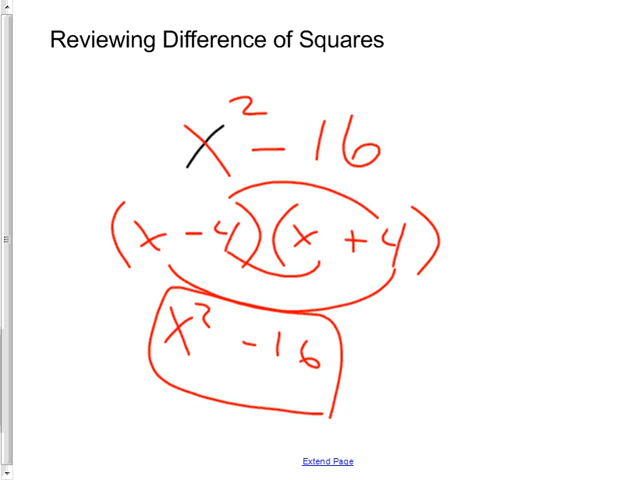 Reviewing Difference of Squares
x² - 16
(x - 4)(x + 4)
x² - 16
Extend Page